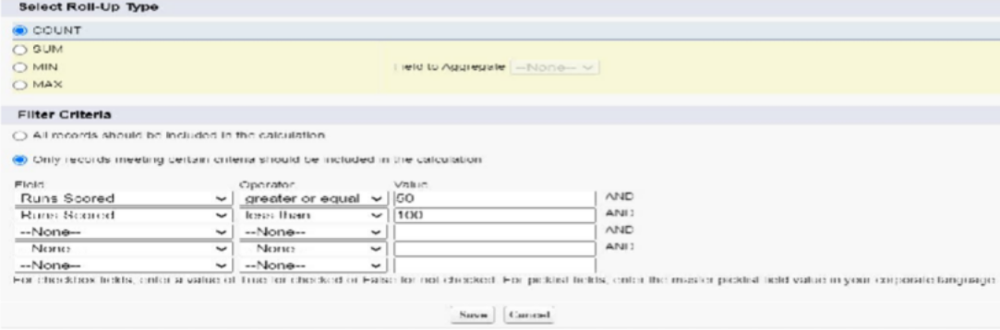 Select Roll-Up Type
COUNT
SUM
MIN Field to Aggregate --None--
MAX
Filter Criteria
All records should be included in the calculation
Only records meeting certain criteria should be included in the calculation
Field Operator Value
Runs Scored greater or equal AND
Runs Scored less than 100 AND
--None-- --None-- AND
--None-- --None-- AND
--None-- --None--
For checkbox fields, enter a value of True for checked or False for not checked. For picklist fields, enter the master picklist field value in your corporate language
Save Cancel